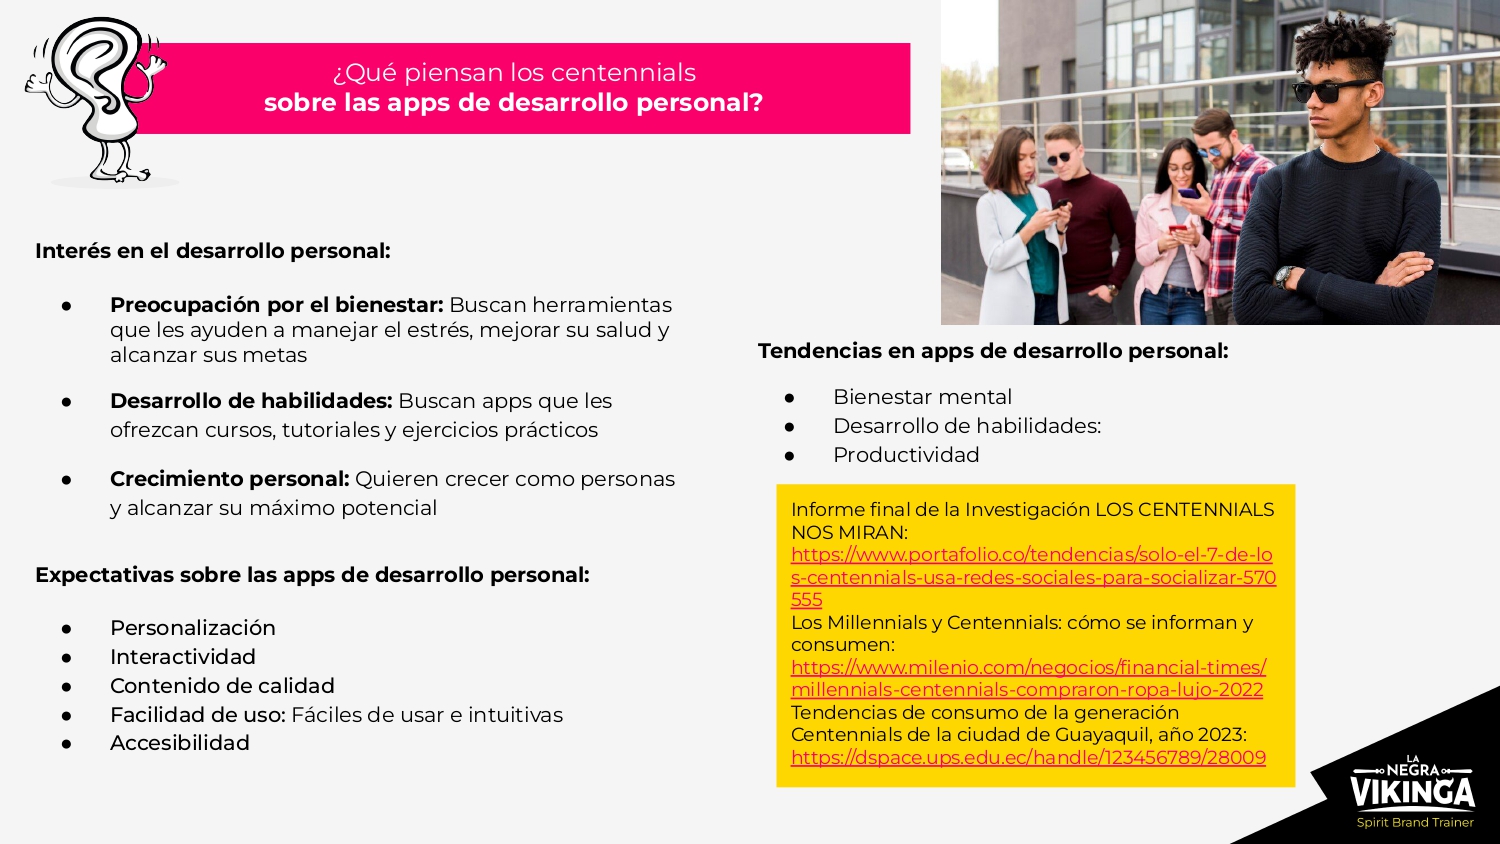 ¿Qué piensan los centennials
sobre las apps de desarrollo personal?
Interés en el desarrollo personal:
● Preocupación por el bienestar: Buscan herramientas
que les ayuden a manejar el estrés, mejorar su salud y
alcanzar sus metas
● Desarrollo de habilidades: Buscan apps que les
ofrezcan cursos, tutoriales y ejercicios prácticos
● Crecimiento personal: Quieren crecer como personas
y alcanzar su máximo potencial
Expectativas sobre las apps de desarrollo personal:
● Personalización
● Interactividad
● Contenido de calidad
● Facilidad de uso: Fáciles de usar e intuitivas
● Accesibilidad
Tendencias en apps de desarrollo personal:
● Bienestar mental
● Desarrollo de habilidades:
● Productividad
Informe final de la Investigación LOS CENTENNIALS
NOS MIRAN:
https://www.portafolio.co/tendencias/solo-el-7-de-lo
s-centennials-usa-redes-sociales-para-socializar-570
555
Los Millennials y Centennials: cómo se informan y
consumen:
https://www.milenio.com/negocios/financial-times/
millennials-centennials-compraron-ropa-lujo-2022
Tendencias de consumo de la generación
Centennials de la ciudad de Guayaquil, año 2023:
https://dspace.ups.edu.ec/handle/123456789/28009
LA
NEGRA
VIKINGA
Spirit Brand Trainer